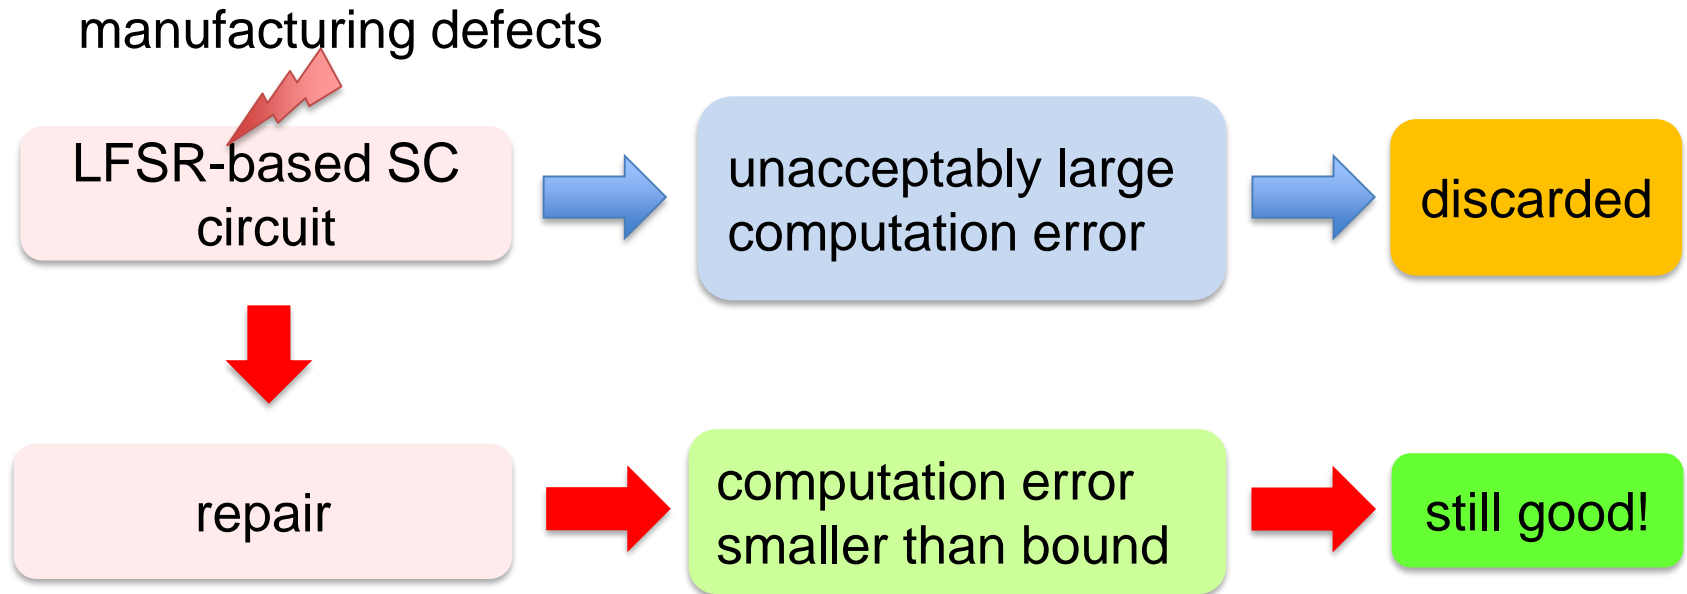 manufacturing defects
LFSR-based SC
circuit
unacceptably large
computation error
discarded
repair
computation error
smaller than bound
still good!